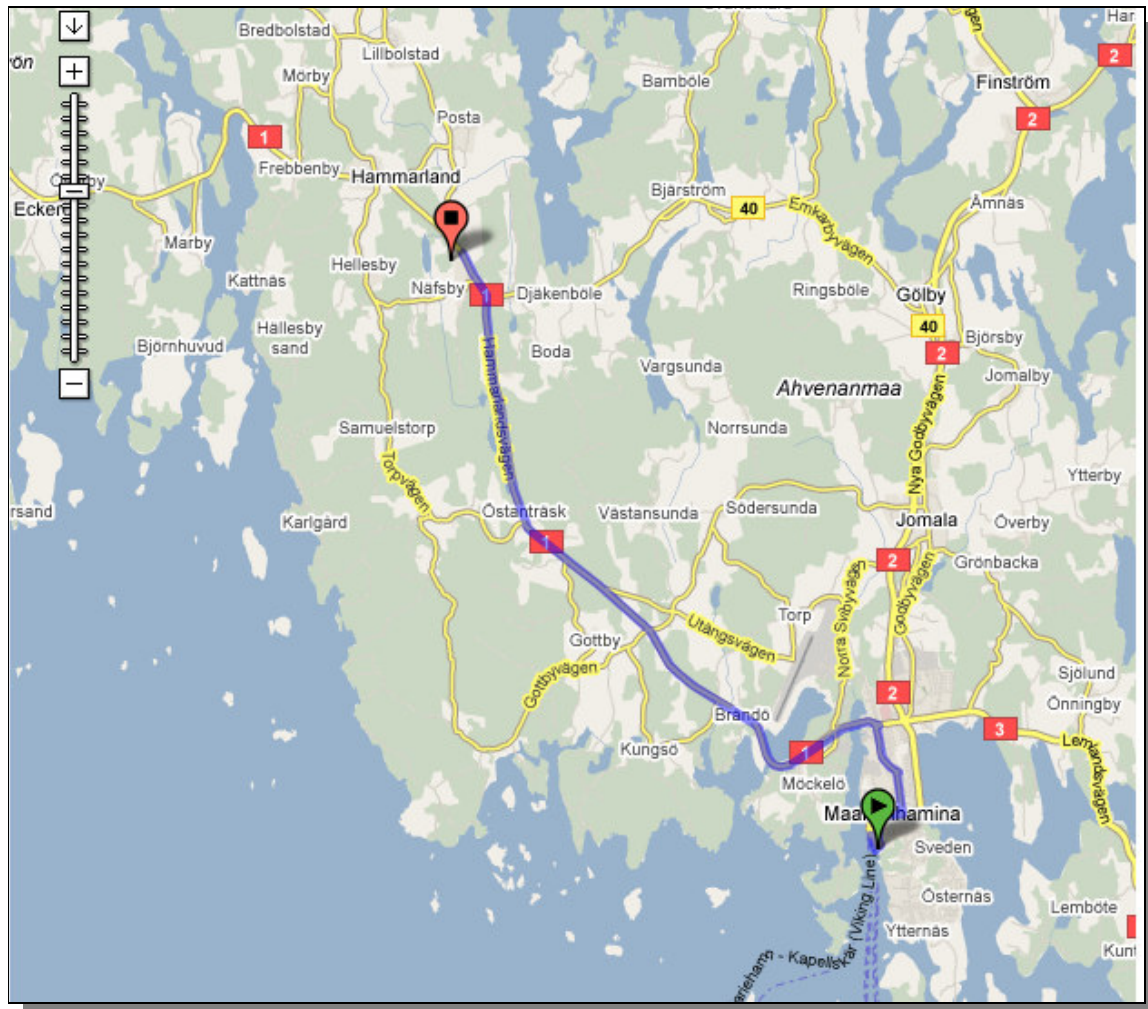 Bredbolstad
Lillbolstad
2
Mörby
Bamböle
Finström
2
Posta
1
Frebbenby
Hammarland
Bjärström
40
Emkarbyvägen
Ämnäs
Ecker
Marby
Hellesby
Kattnäs
Näfsby
1
Djäkenböle
Ringsböle
Gölby
40
Björsby
2
Hällesby
sand
Björnhuvud
Boda
Vargsunda
Jomalby
Ahvenanmaa
Hammarlandsvägen
Nya Godbyvägen
Samuelstorp
Norrsunda
Torpvägen
Ytterby
ersand
Karlgård
Östanträsk
Västansunda
Södersunda
Jomala
Överby
1
2
Grönbacka
Norra Svibyvägen
Godbyvägen
Torp
Utängsvägen
Gottby
Gottbyvägen
Sjölund
2
Önningby
Brändö
3
Lemlandsvägen
Kungsö
1
Möckelö
Sveden
Östernäs
Lemböte
Ytternäs
- Kapellskär (Viking Line)